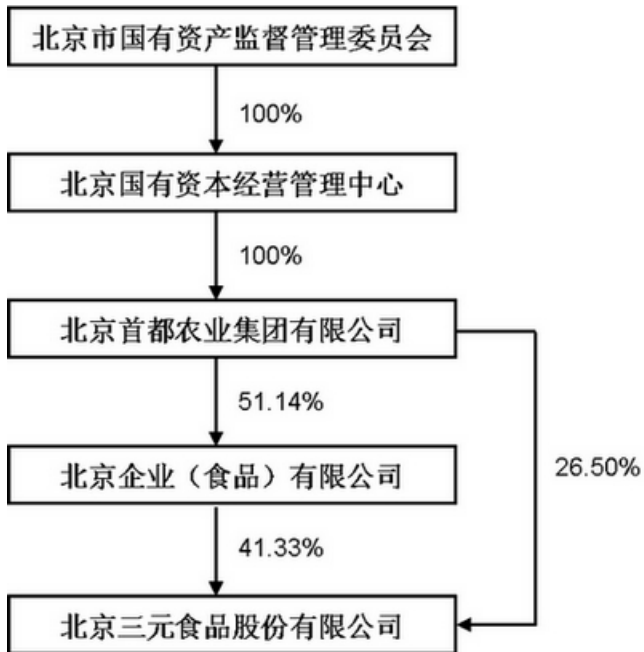 北京市国有资产监督管理委员会
100%
北京国有资本经营管理中心
100%
北京首都农业集团有限公司
51.14%
北京企业（食品）有限公司
26.50%
41.33%
北京三元食品股份有限公司